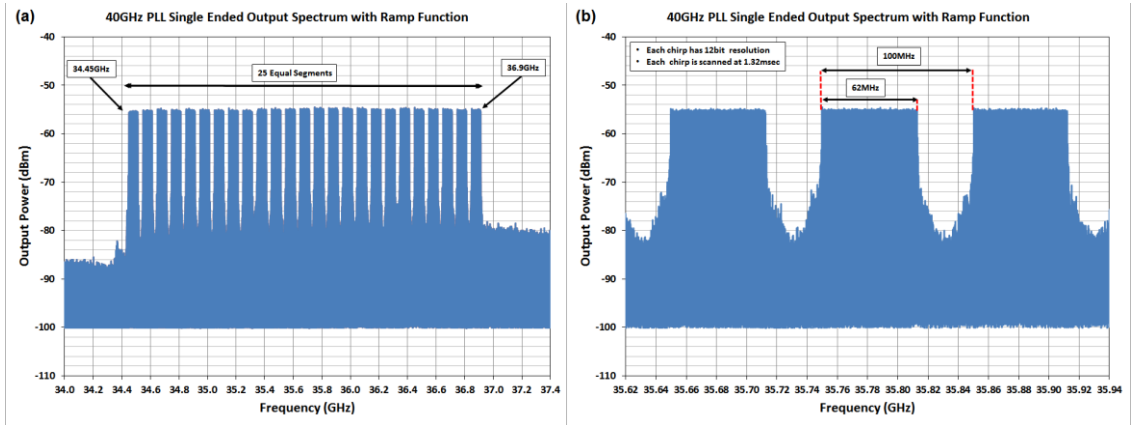 (a)
40GHz PLL Single Ended Output Spectrum with Ramp Function
-40
-50
-60
-70
-80
-90
-100
-110
Output Power (dBm)
34.45GHz
25 Equal Segments
36.9GHz
34.0 34.2 34.4 34.6 34.8 35.0 35.2 35.4 35.6 35.8 36.0 36.2 36.4 36.6 36.8 37.0 37.2 37.4
Frequency (GHz)
(b)
40GHz PLL Single Ended Output Spectrum with Ramp Function
-40
-50
-60
-70
-80
-90
-100
-110
Output Power (dBm)
• Each chirp has 12bit resolution
• Each chirp is scanned at 1.32msec
100MHz
62MHz
35.62 35.64 35.66 35.68 35.70 35.72 35.74 35.76 35.78 35.80 35.82 35.84 35.86 35.88 35.90 35.92 35.94
Frequency (GHz)